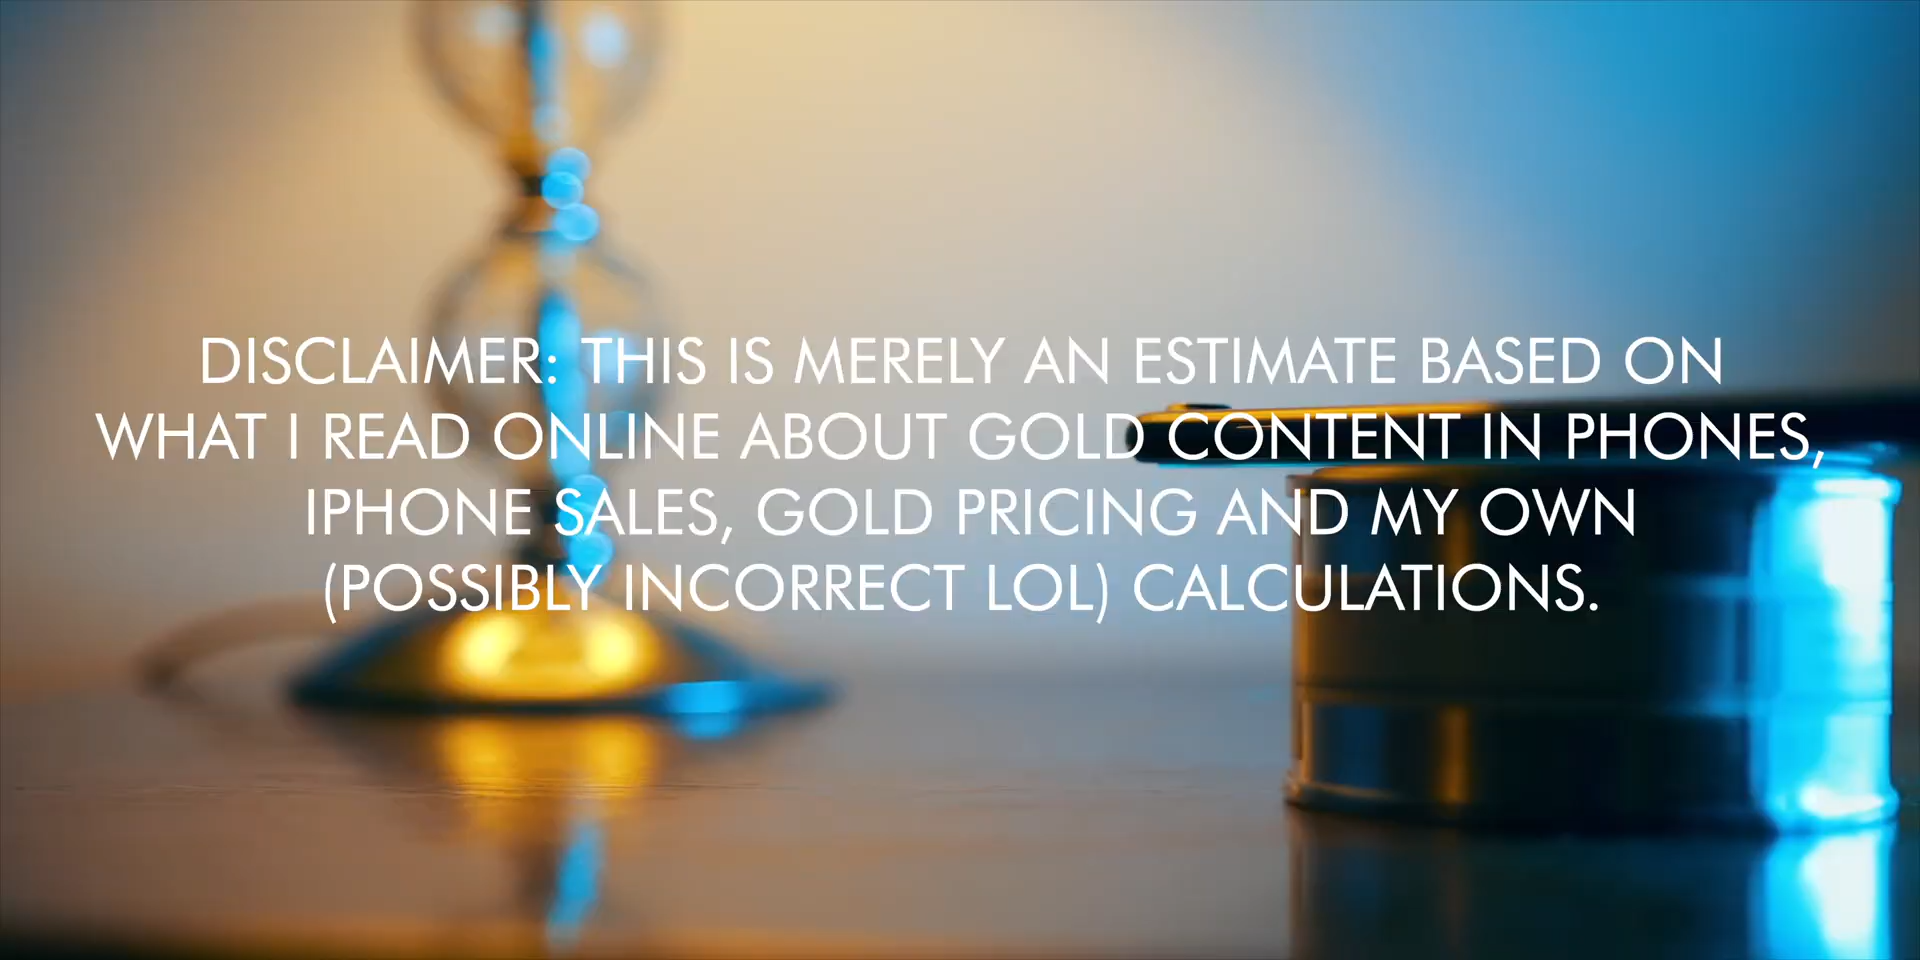 DISCLAIMER: THIS IS MERELY AN ESTIMATE BASED ON
WHAT I READ ONLINE ABOUT GOLD CONTENT IN PHONES,
IPHONE SALES, GOLD PRICING AND MY OWN
(POSSIBLY INCORRECT LOL) CALCULATIONS.